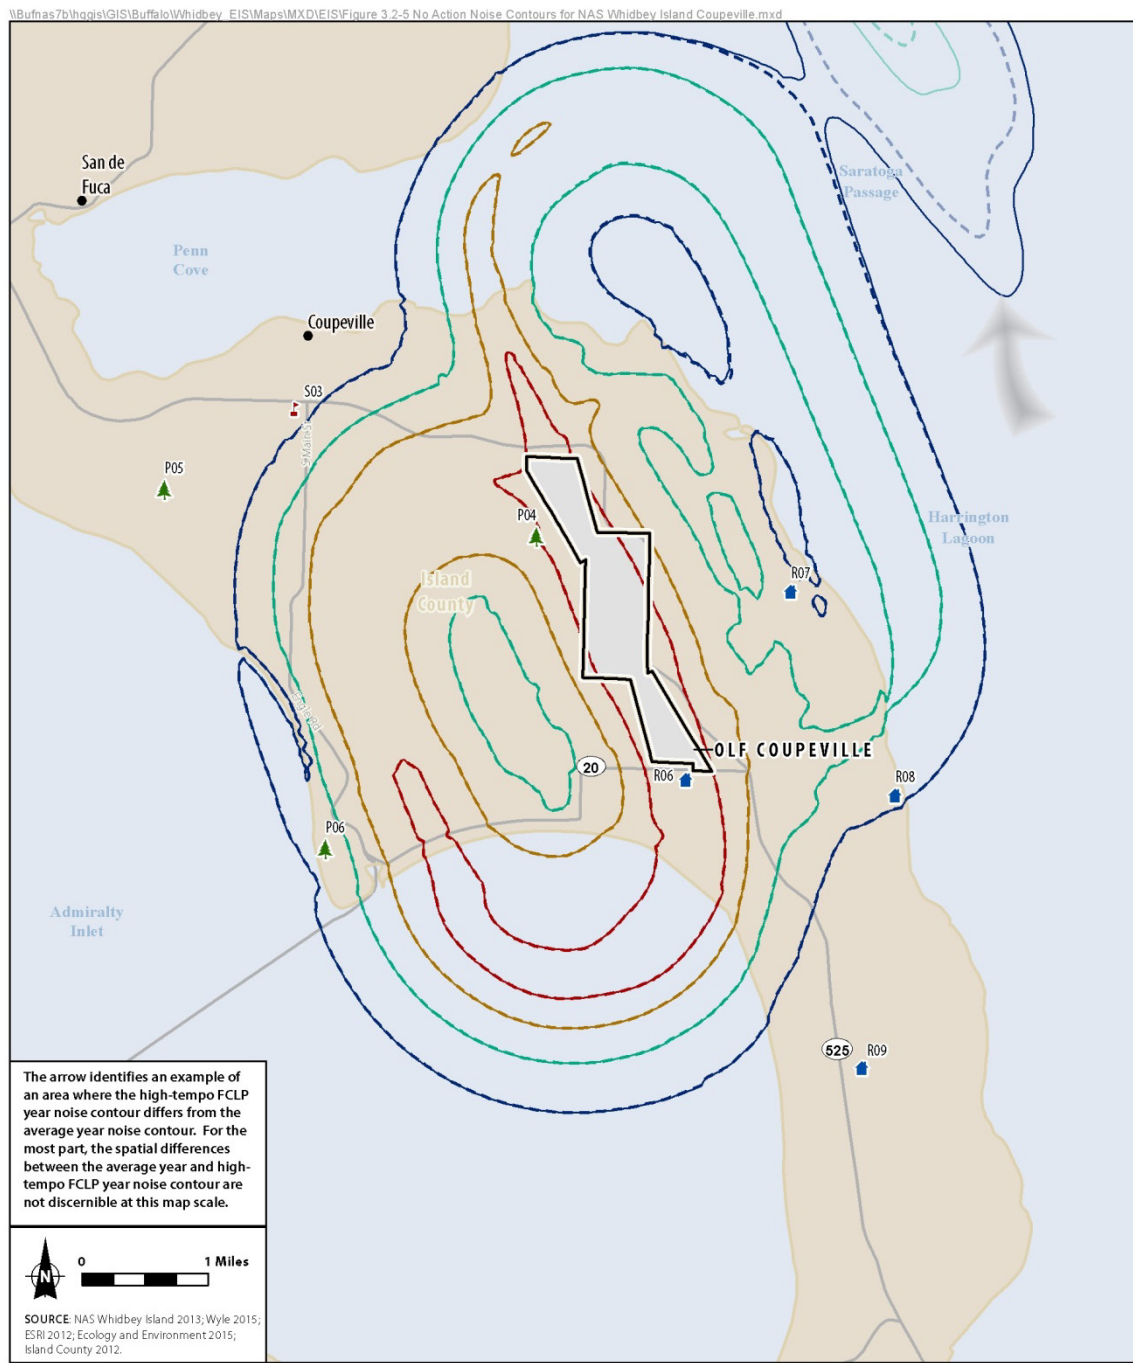 \\Bufnas7b\hqgis\GIS\Buffalo\Whidbey_EIS\Maps\MXD\EIS\Figure 3.2-5 No Action Noise Contours for NAS Whidbey Island Coupeville.mxd
San de
Fuca
Saratoga
Passage
Penn
Cove
Coupeville
S03
S Main St
P05
P04
Harrington
Lagoon
Island
County
R07
Engle Rd
OLF COUPEVILLE
20
R06
R08
P06
Admiralty
Inlet
525
R09
The arrow identifies an example of
an area where the high-tempo FCLP
year noise contour differs from the
average year noise contour. For the
most part, the spatial differences
between the average year and high-
tempo FCLP year noise contour are
not discernible at this map scale.
0 1 Miles
N
SOURCE: NAS Whidbey Island 2013; Wyle 2015;
ESRI 2012; Ecology and Environment 2015;
Island County 2012.